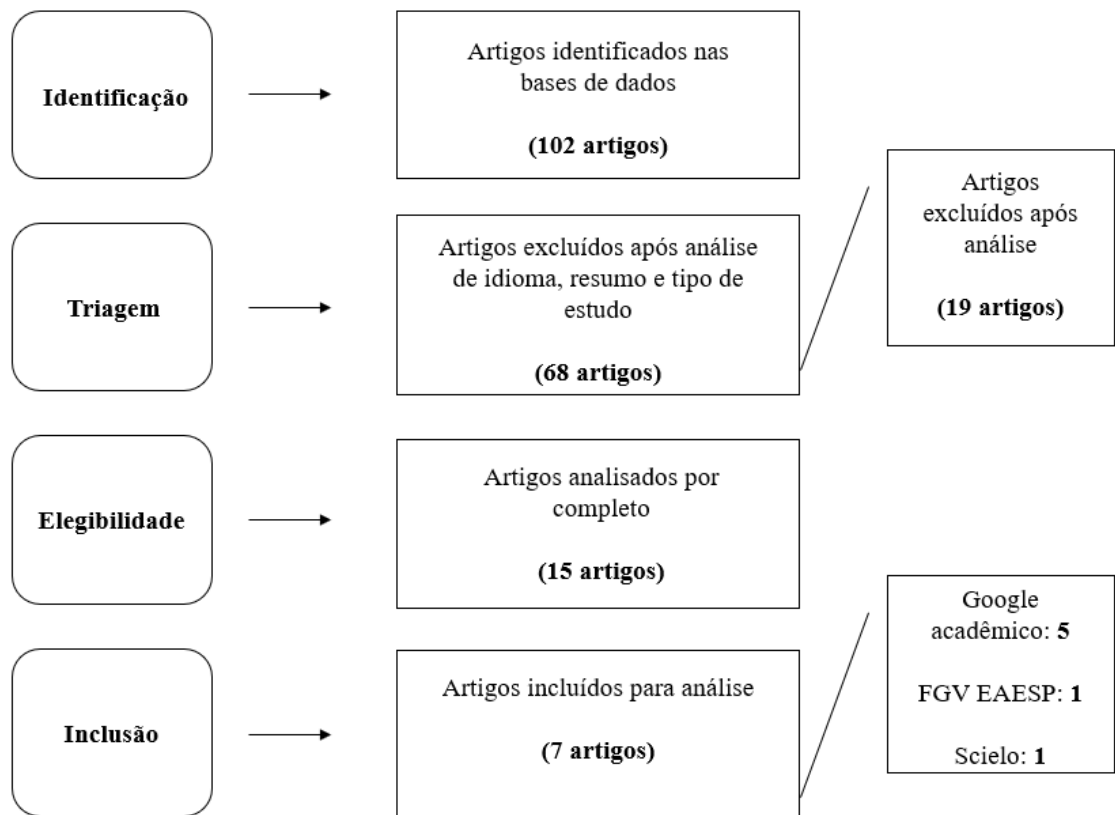 Identificação
Artigos identificados nas
bases de dados
(102 artigos)
Triagem
Artigos excluídos após análise
de idioma, resumo e tipo de
estudo
(68 artigos)
Artigos
excluídos após
análise
(19 artigos)
Elegibilidade
Artigos analisados por
completo
(15 artigos)
Inclusão
Artigos incluídos para análise
(7 artigos)
Google
acadêmico: 5
FGV EAESP: 1
Scielo: 1